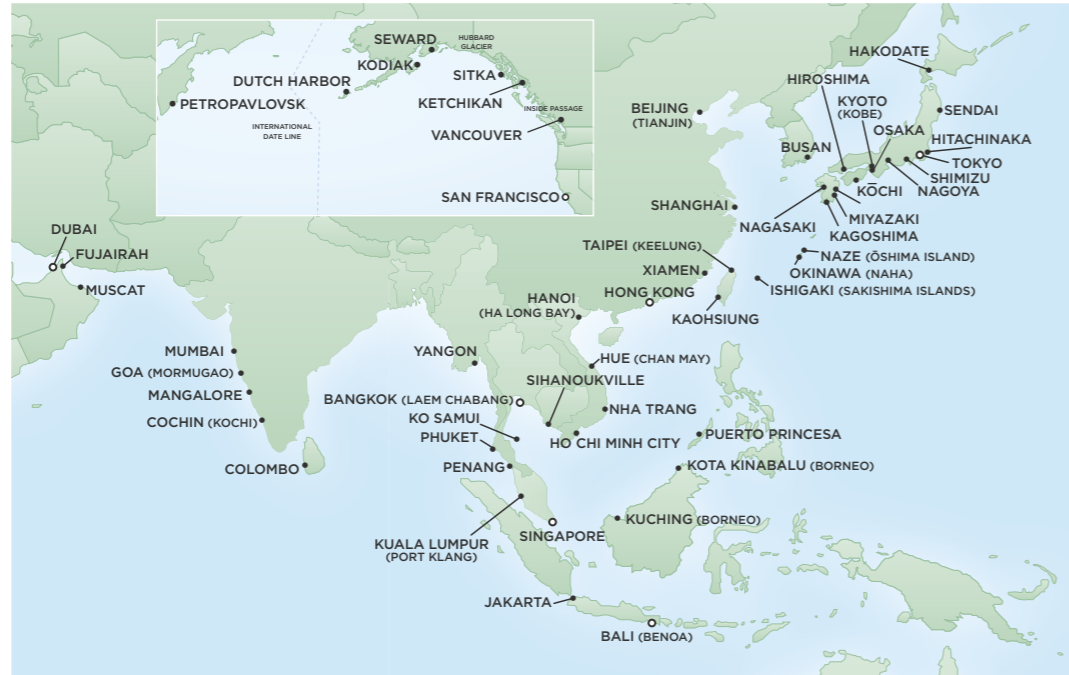 SEWARD
HUBBARD
GLACIER
KODIAK
SITKA
DUTCH HARBOR
PETROPAVLOVSK
KETCHIKAN
INSIDE PASSAGE
INTERNATIONAL
DATE LINE
VANCOUVER
SAN FRANCISCO
HAKODATE
HIROSHIMA
KYOTO
(KOBE)
BEIJING
(TIANJIN)
SENDAI
OSAKA
HITACHINAKA
BUSAN
TOKYO
SHIMIZU
KŌCHI
NAGOYA
SHANGHAI
MIYAZAKI
NAGASAKI
KAGOSHIMA
DUBAI
FUJAIRAH
TAIPEI (KEELUNG)
NAZE (ŌSHIMA ISLAND)
XIAMEN
OKINAWA (NAHA)
MUSCAT
HONG KONG
ISHIGAKI (SAKISHIMA ISLANDS)
HANOI
(HA LONG BAY)
KAOHSIUNG
MUMBAI
YANGON
HUE (CHAN MAY)
GOA (MORMUGAO)
SIHANOUKVILLE
MANGALORE
BANGKOK (LAEM CHABANG)
NHA TRANG
COCHIN (KOCHI)
KO SAMUI
PHUKET
HO CHI MINH CITY
PUERTO PRINCESA
COLOMBO
PENANG
KOTA KINABALU (BORNEO)
KUCHING (BORNEO)
SINGAPORE
KUALA LUMPUR
(PORT KLANG)
JAKARTA
BALI (BENOA)